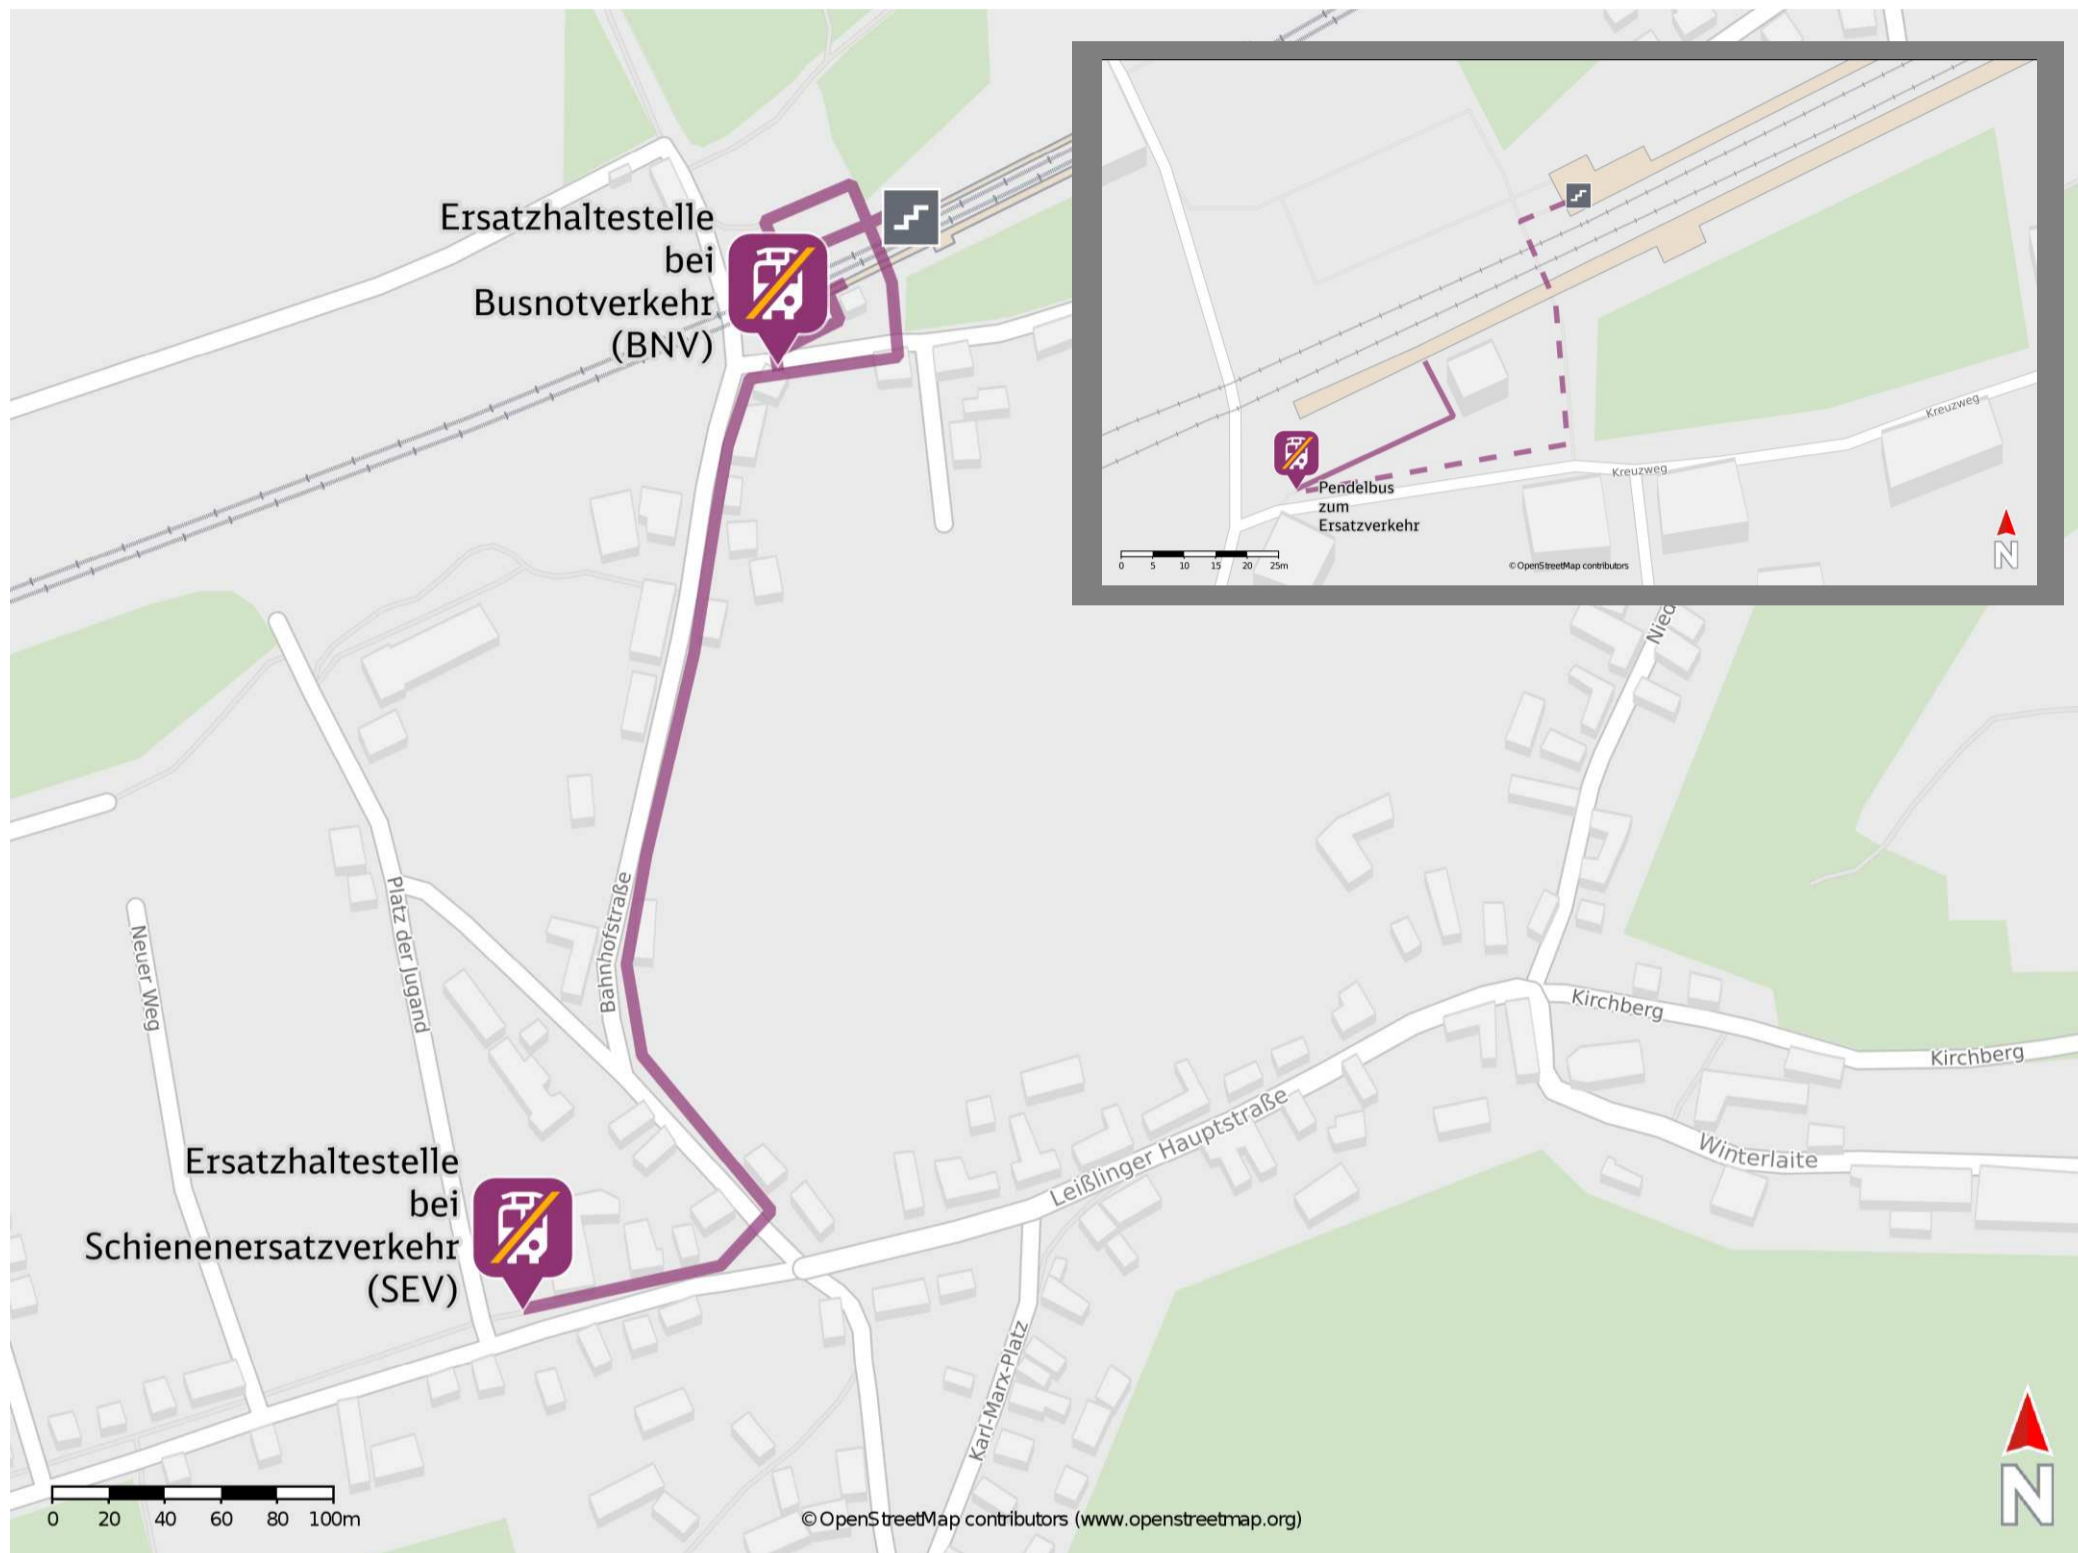 Ersatzhaltestelle
bei
Busnotverkehr
(BNV)
Kreuzweg
Kreuzweg
Pendelbus
zum
Ersatzverkehr
0 5 10 15 20 25m
©OpenStreetMap contributors
N
Nied
Platz der Jugand
Neuer Weg
Bahnhofstraße
Kirchberg
Kirchberg
Leißlinger Hauptstraße
Winterlaite
Ersatzhaltestelle
bei
Schienenersatzverkehr
(SEV)
Karl-Marx-Platz
0 20 40 60 80 100m
©OpenStreetMap contributors (www.openstreetmap.org)
N